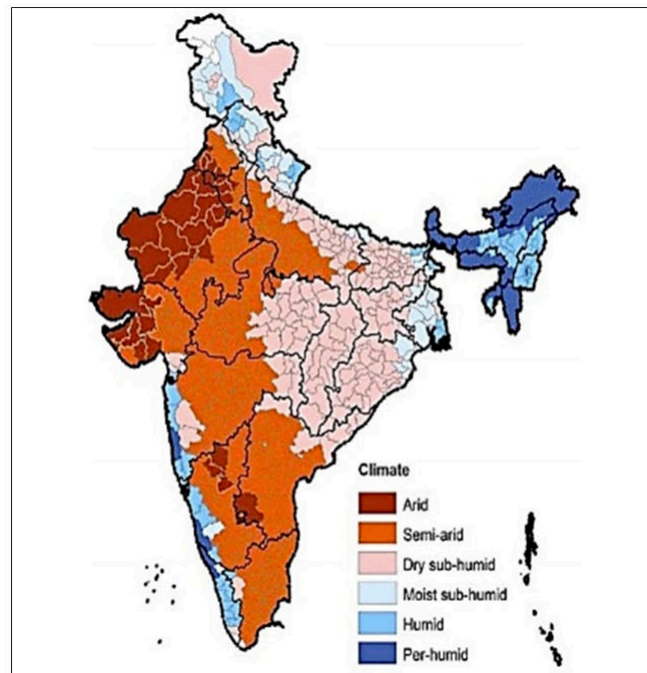 Climate
Arid
Semi-arid
Dry sub-humid
Moist sub-humid
Humid
Per-humid